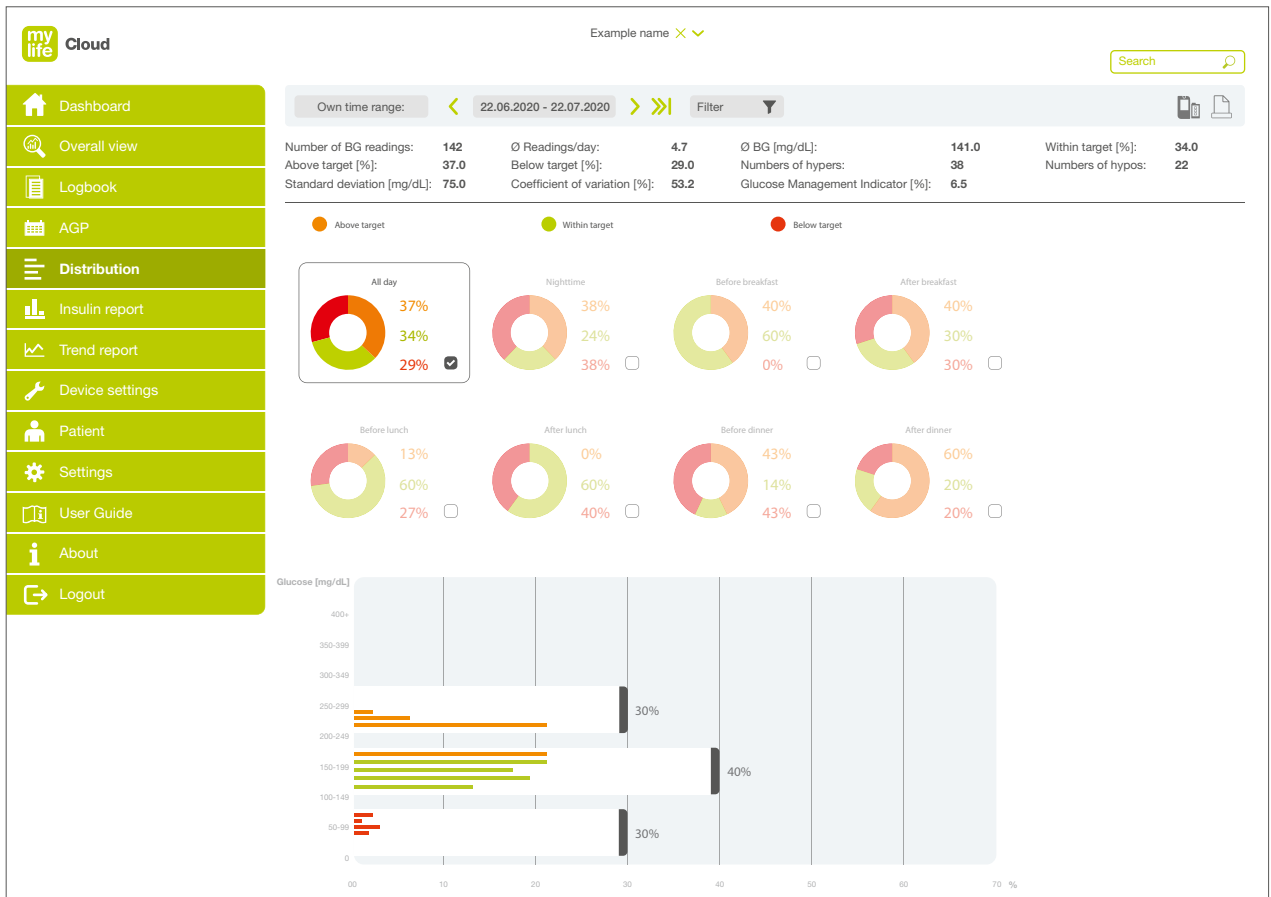 my
life Cloud
Example name
Search
Dashboard
Overall view
Logbook
AGP
Distribution
Insulin report
Trend report
Device settings
Patient
Settings
User Guide
About
Logout
Own time range: 22.06.2020 - 22.07.2020 Filter
Number of BG readings: 142 Ø Readings/day: 4.7 Ø BG [mg/dL]: 141.0 Within target [%]: 34.0
Above target [%]: 37.0 Below target [%]: 29.0 Numbers of hypers: 38 Numbers of hypos: 22
Standard deviation [mg/dL]: 75.0 Coefficient of variation [%]: 53.2 Glucose Management Indicator [%]: 6.5
Above target Within target Below target
All day
37%
34%
29%
Nighttime
38%
24%
38%
Before breakfast
40%
60%
0%
After breakfast
40%
30%
30%
Before lunch
13%
60%
27%
After lunch
0%
60%
40%
Before dinner
43%
14%
43%
After dinner
60%
20%
20%
Glucose [mg/dL]
400+
350-399
300-349
250-299
30%
200-249
150-199
40%
100-149
50-99
30%
0
00 10 20 30 40 50 60 70 %